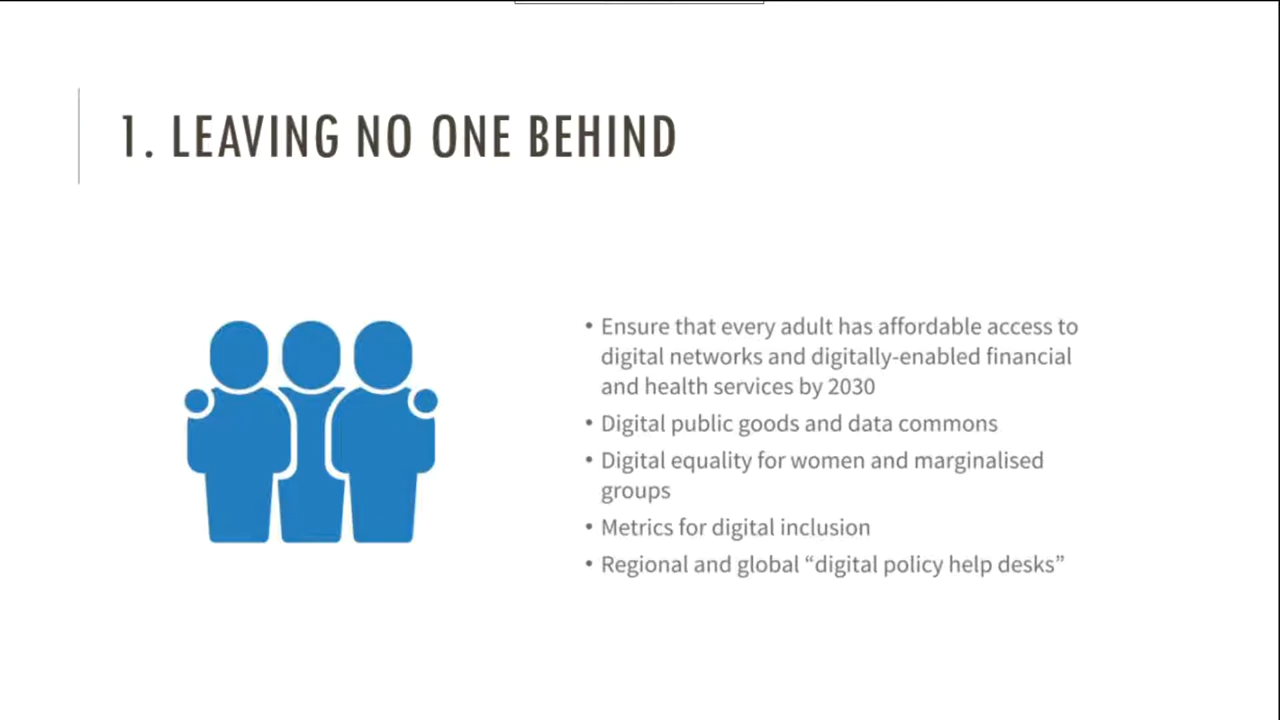 1. LEAVING NO ONE BEHIND
• Ensure that every adult has affordable access to
digital networks and digitally-enabled financial
and health services by 2030
• Digital public goods and data commons
• Digital equality for women and marginalised
groups
• Metrics for digital inclusion
• Regional and global “digital policy help desks”